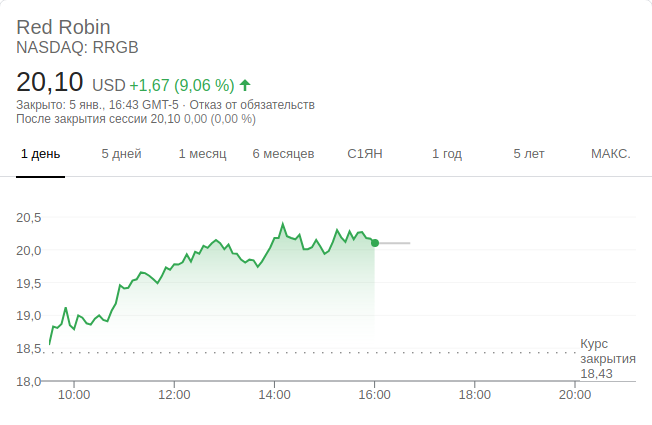 Red Robin
NASDAQ: RRGB
20,10 USD +1,67 (9,06 %)
Закрыто: 5 янв., 16:43 GMT-5 · Отказ от обязательств
После закрытия сессии 20,10 0,00 (0,00 %)
1 день 5 дней 1 месяц 6 месяцев С1ЯН 1 год 5 лет МАКС.
20,5
20,0
19,5
19,0
18,5
18,0
Курс
закрытия
18,43
10:00 12:00 14:00 16:00 18:00 20:00